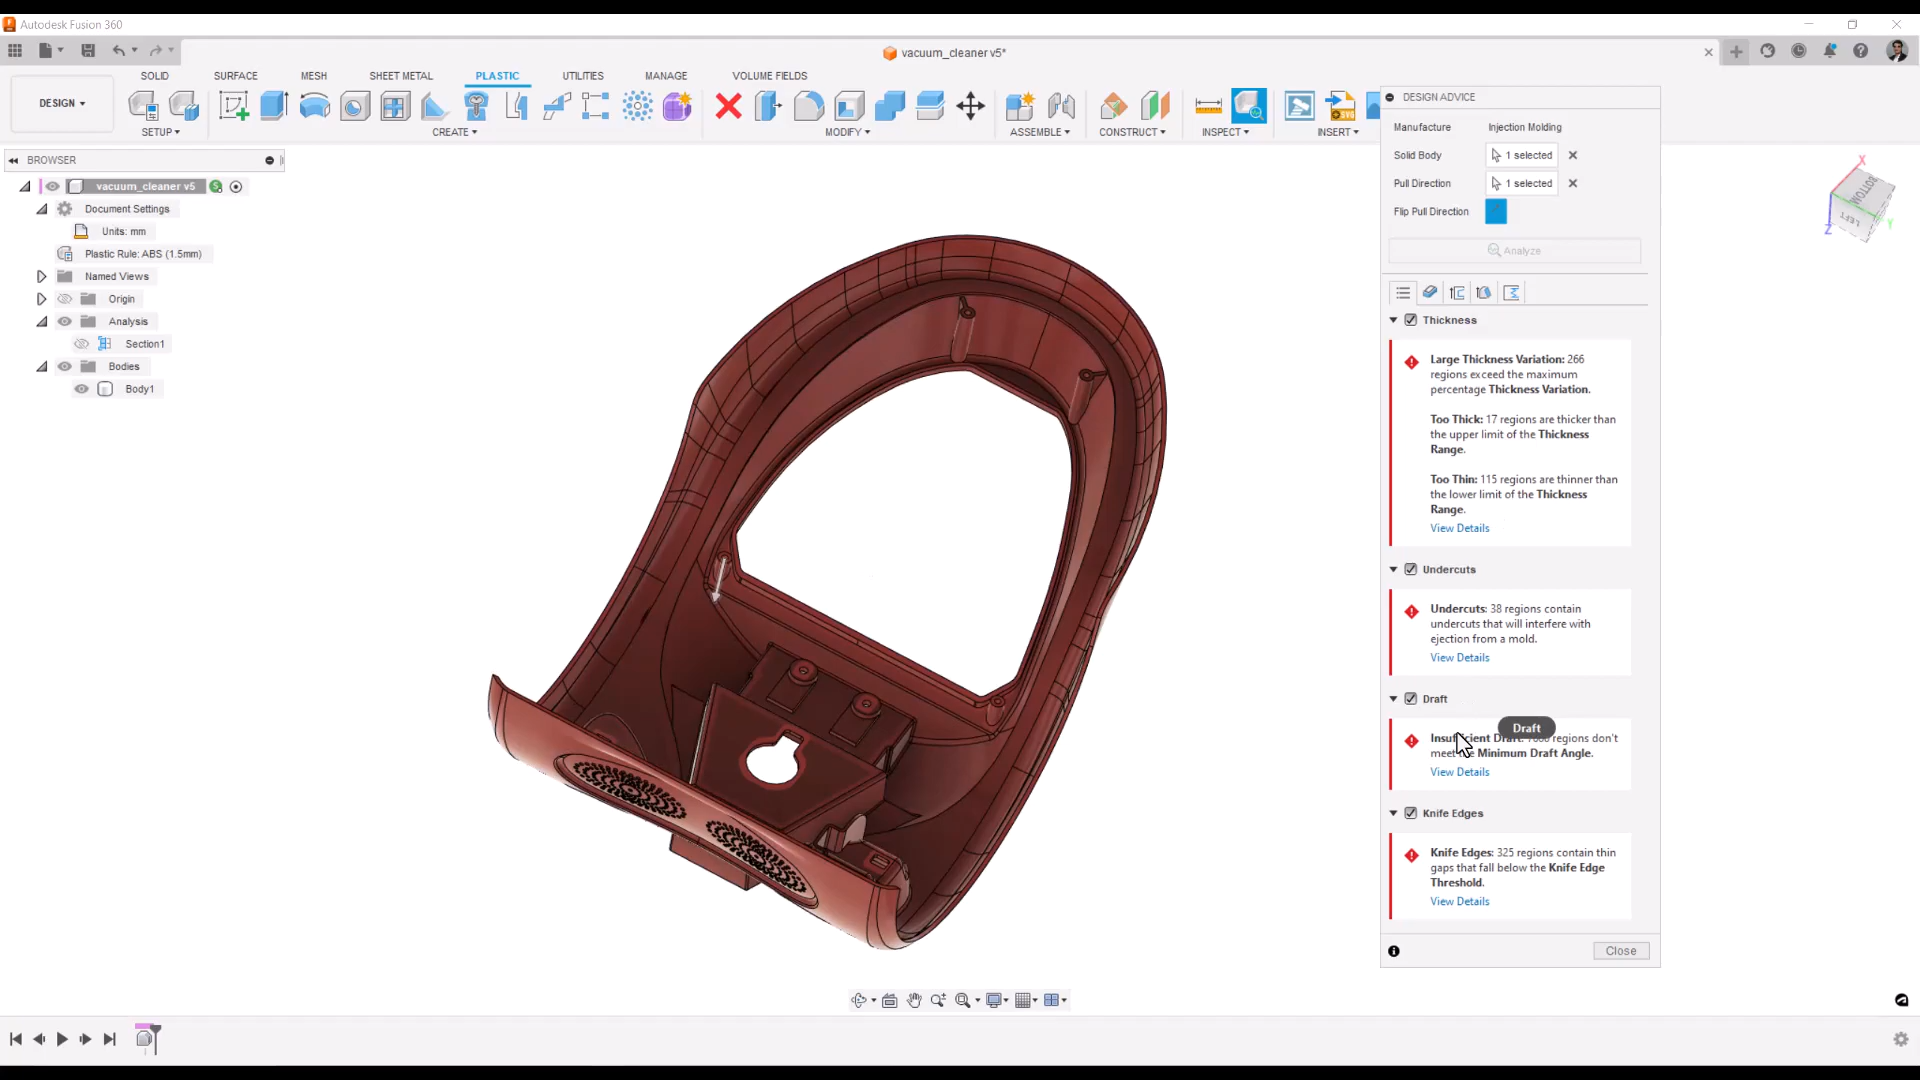 Autodesk Fusion 360
vacuum_cleaner v5*
SOLID SURFACE MESH SHEET METAL PLASTIC UTILITIES MANAGE VOLUME FIELDS
DESIGN
SETUP CREATE MODIFY ASSEMBLE CONSTRUCT INSPECT INSERT
BROWSER
vacuum_cleaner v5
Document Settings
Units: mm
Plastic Rule: ABS (1.5mm)
Named Views
Origin
Analysis
Section1
Bodies
Body1
DESIGN ADVICE
Manufacture Injection Molding
Solid Body 1 selected
Pull Direction 1 selected
Flip Pull Direction
Analyze
Thickness
Large Thickness Variation: 266
regions exceed the maximum
percentage Thickness Variation.
Too Thick: 17 regions are thicker than
the upper limit of the Thickness
Range.
Too Thin: 115 regions are thinner than
the lower limit of the Thickness
Range.
View Details
Undercuts
Undercuts: 38 regions contain
undercuts that will interfere with
ejection from a mold.
View Details
Draft
Draft
Insufficient Draft: regions don't
meet the Minimum Draft Angle.
View Details
Knife Edges
Knife Edges: 325 regions contain thin
gaps that fall below the Knife Edge
Threshold.
View Details
Close
X
BOTTOM
LEFT
Y
Z